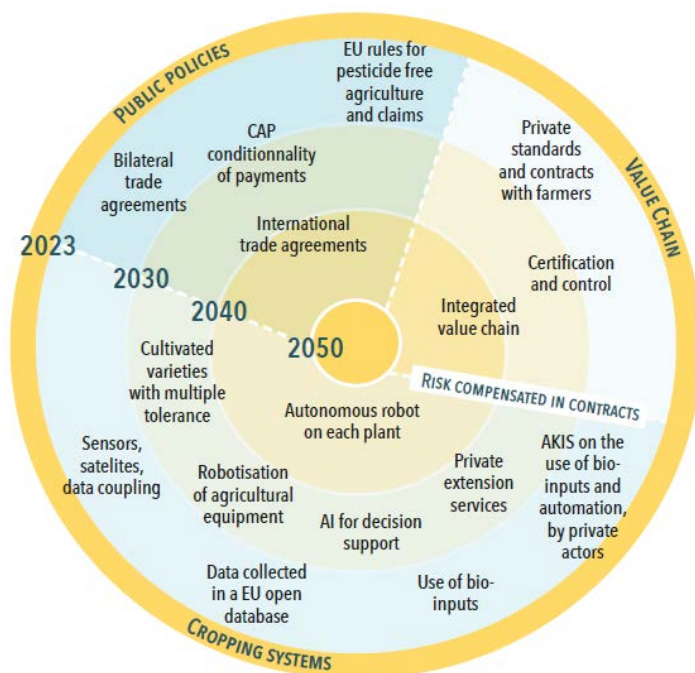 PUBLIC POLICIES
EU rules for
pesticide free
agriculture
and claims
CAP
conditionnality
of payments
Bilateral
trade
agreements
International
trade agreements
VALUE CHAIN
Private
standards
and contracts
with farmers
Certification
and control
Integrated
value chain
2023
2030
2040
2050
RISK COMPENSATED IN CONTRACTS
Cultivated
varieties
with multiple
tolerance
Autonomous robot
on each plant
Sensors,
satelites,
data coupling
Robotisation
of agricultural
equipment
AI for decision
support
Private
extension
services
AKIS on the
use of bio-
inputs and
automation,
by private
actors
Data collected
in a EU open
database
Use of bio-
inputs
CROPPING SYSTEMS